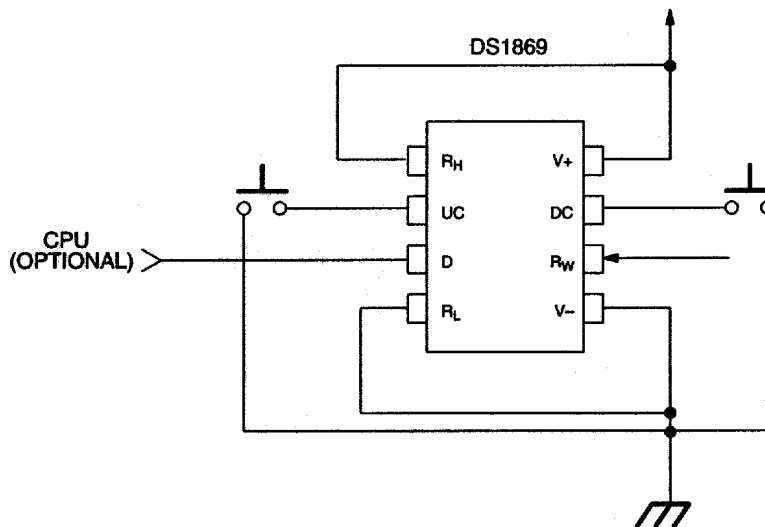 DS1869
RH
V+
UC
DC
CPU
(OPTIONAL)
D
RW
RL
V–